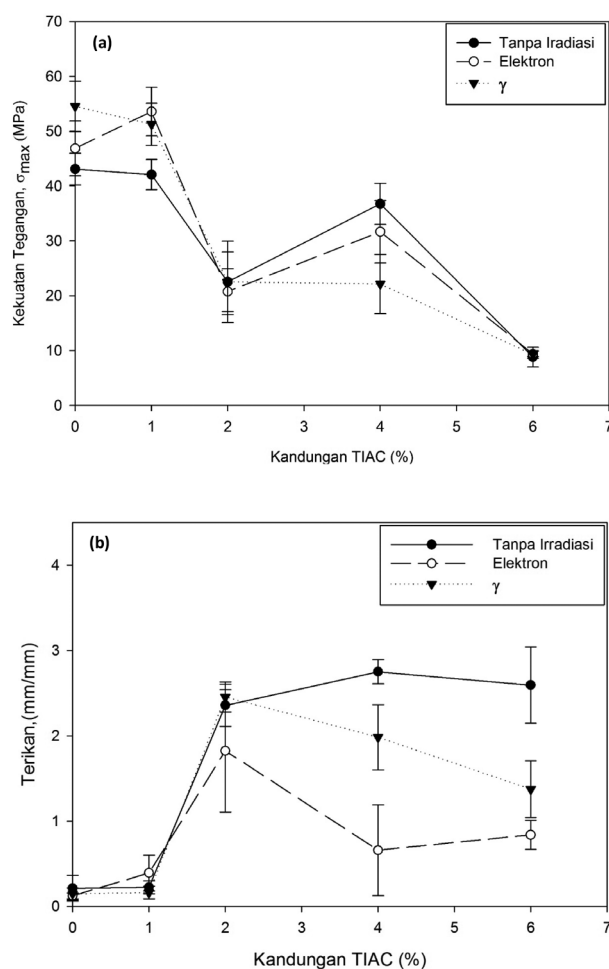 (a)
Tanpa Iradiasi
Elektron
γ
Kekuatan Tegangan, σmax (MPa)
70
60
50
40
30
20
10
0
0 1 2 3 4 5 6 7
Kandungan TIAC (%)
(b)
Tanpa Irradiasi
Elektron
γ
Terikan,(mm/mm)
4
3
2
1
0
0 1 2 3 4 5 6 7
Kandungan TIAC (%)